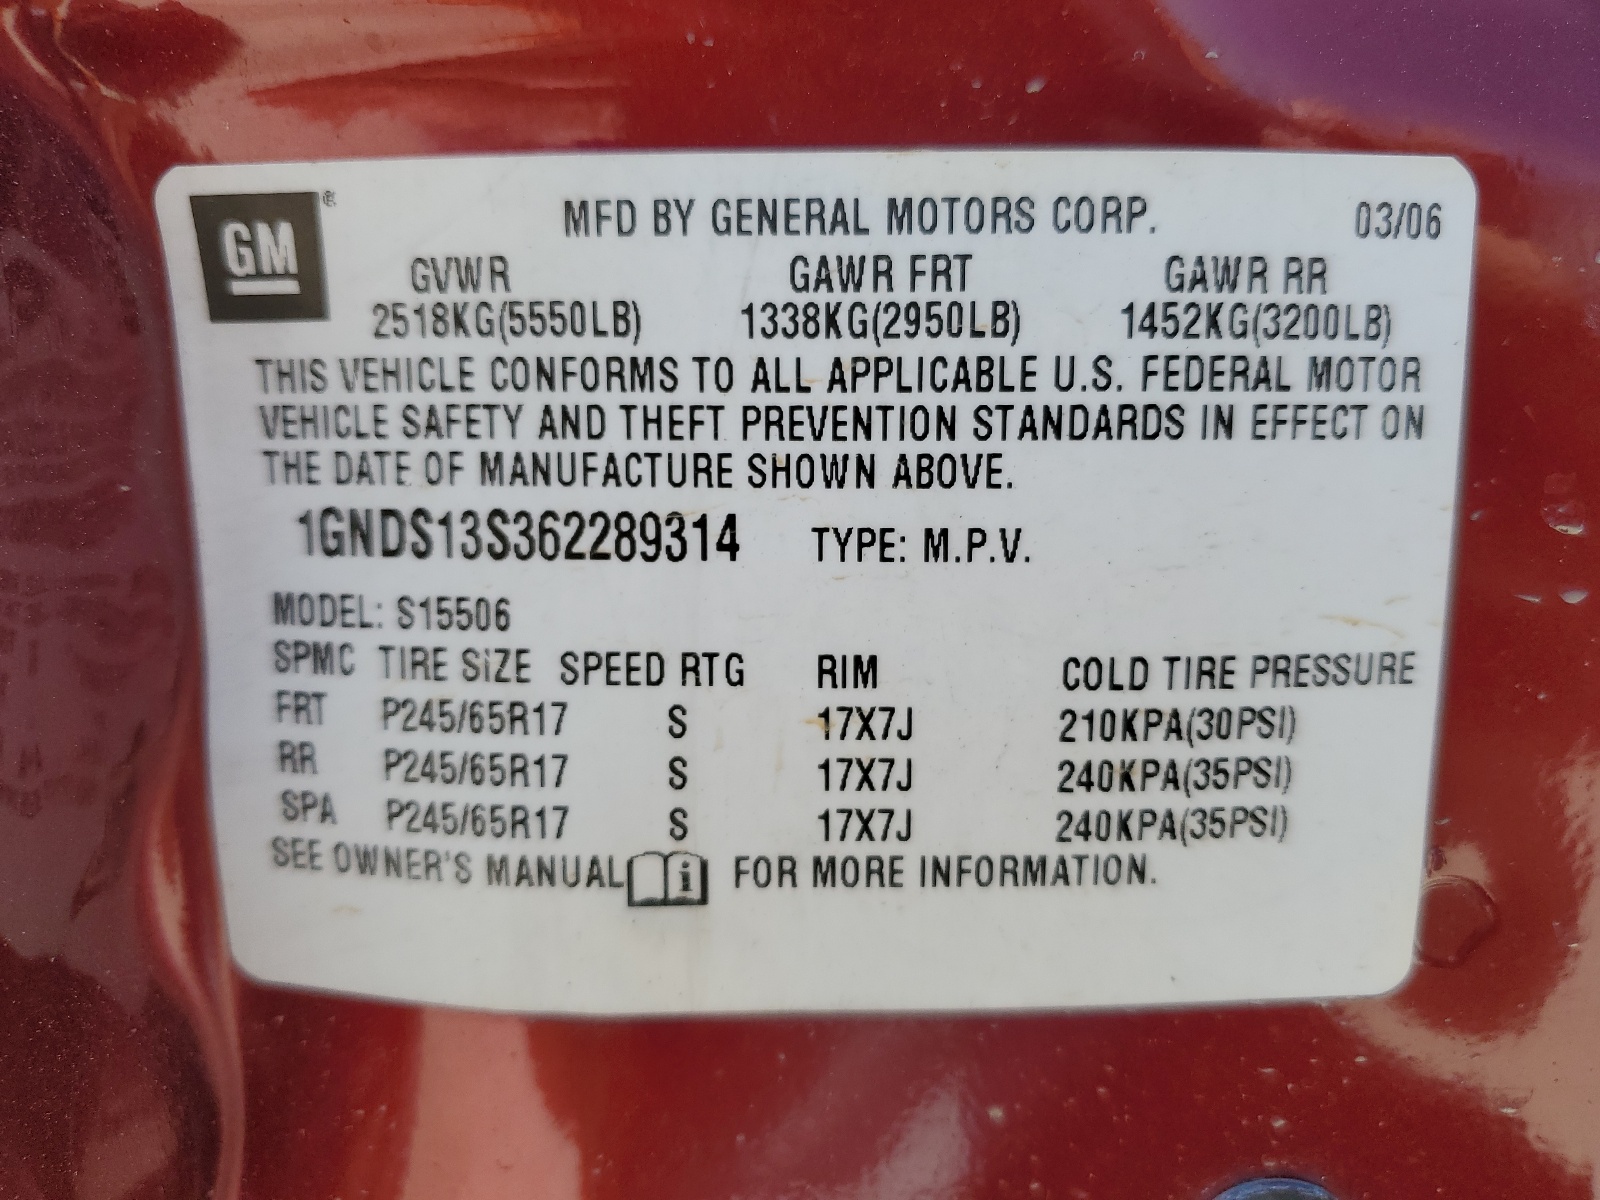 GM ®
MFD BY GENERAL MOTORS CORP. 03/06
GVWR GAWR FRT GAWR RR
2518KG(5550LB) 1338KG(2950LB) 1452KG(3200LB)
THIS VEHICLE CONFORMS TO ALL APPLICABLE U.S. FEDERAL MOTOR
VEHICLE SAFETY AND THEFT PREVENTION STANDARDS IN EFFECT ON
THE DATE OF MANUFACTURE SHOWN ABOVE.
1GNDS13S362289314 TYPE: M.P.V.
MODEL: S15506
SPMC TIRE SIZE SPEED RTG RIM COLD TIRE PRESSURE
FRT P245/65R17 S 17X7J 210KPA(30PSI)
RR P245/65R17 S 17X7J 240KPA(35PSI)
SPA P245/65R17 S 17X7J 240KPA(35PSI)
SEE OWNER'S MANUAL i FOR MORE INFORMATION.